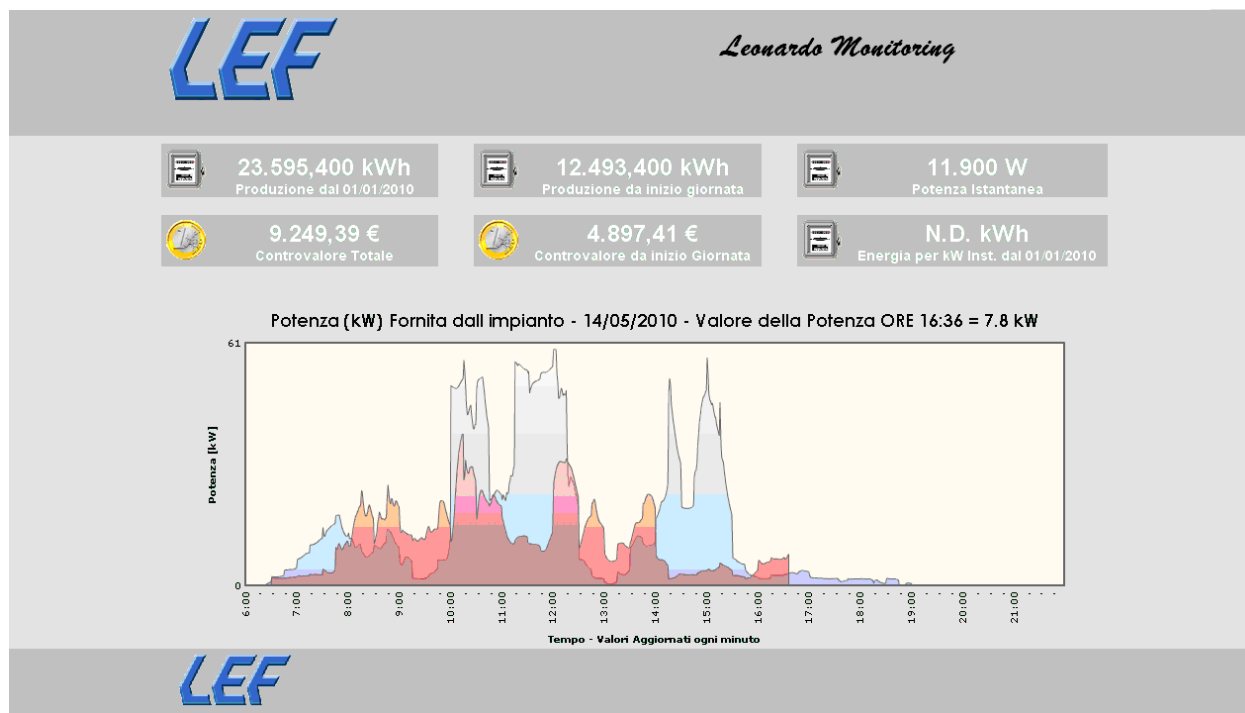 LEF
Leonardo Monitoring
23.595,400 kWh
Produzione dal 01/01/2010
12.493,400 kWh
Produzione da inizio giornata
11.900 W
Potenza Istantanea
9.249,39 €
Controvalore Totale
4.897,41 €
Controvalore da inizio Giornata
N.D. kWh
Energia per kW Inst. dal 01/01/2010
Potenza (kW) Fornita dall impianto - 14/05/2010 - Valore della Potenza ORE 16:36 = 7.8 kW
61
Potenza [kW]
0
6:00 7:00 8:00 9:00 10:00 11:00 12:00 13:00 14:00 15:00 16:00 17:00 18:00 19:00 20:00 21:00
Tempo - Valori Aggiornati ogni minuto
LEF